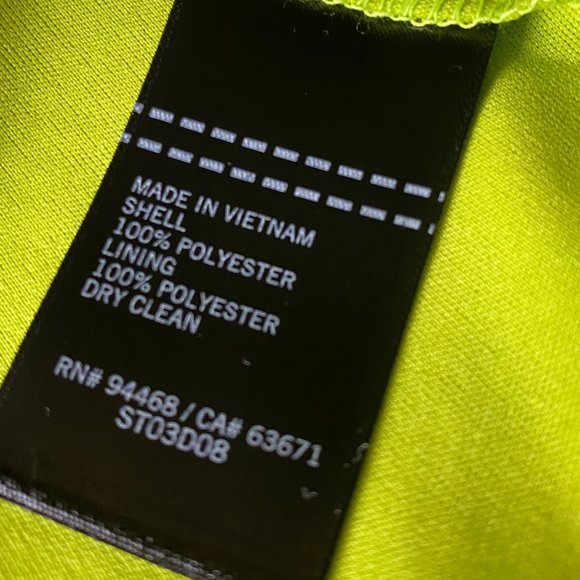 MADE IN VIETNAM
SHELL
100% POLYESTER
LINING
100% POLYESTER
DRY CLEAN
RN# 94468 / CA# 63671
ST03D08